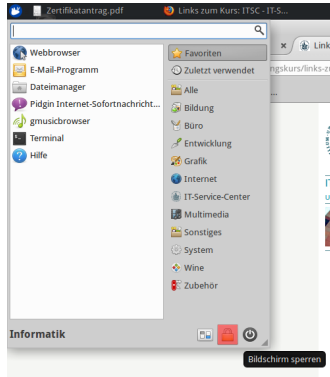 Zertifikatantrag.pdf
Links zum Kurs: ITSC - IT-S...
Webbrowser
E-Mail-Programm
Dateimanager
Pidgin Internet-Sofortnachricht...
gmusicbrowser
Terminal
Hilfe
Favoriten
Zuletzt verwendet
Alle
Bildung
Büro
Entwicklung
Grafik
Internet
IT-Service-Center
Multimedia
Sonstiges
System
Wine
Zubehör
Informatik
Bildschirm sperren
Link
ngskurs/links-z